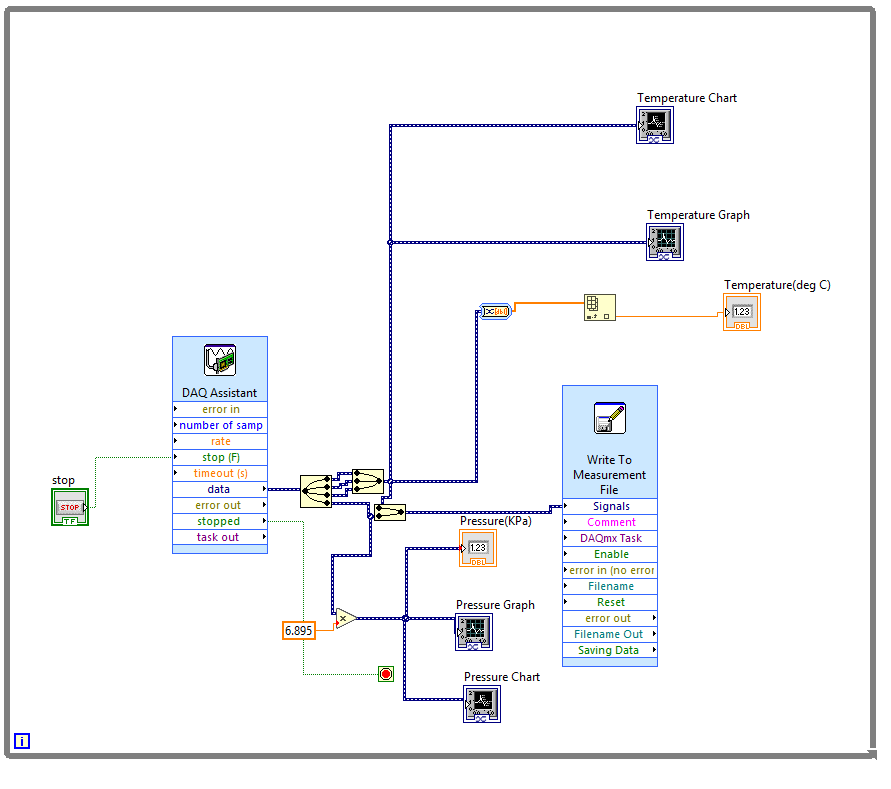 Temperature Chart
Temperature Graph
Temperature(deg C)
1.23
DBL
DAQ Assistant
error in
number of samp
rate
stop (F)
timeout (s)
data
error out
stopped
task out
stop
STOP
TF
Write To
Measurement
File
Signals
Comment
DAQmx Task
Enable
error in (no error
Filename
Reset
error out
Filename Out
Saving Data
Pressure(KPa)
1.23
DBL
Pressure Graph
6.895
x
Pressure Chart
i